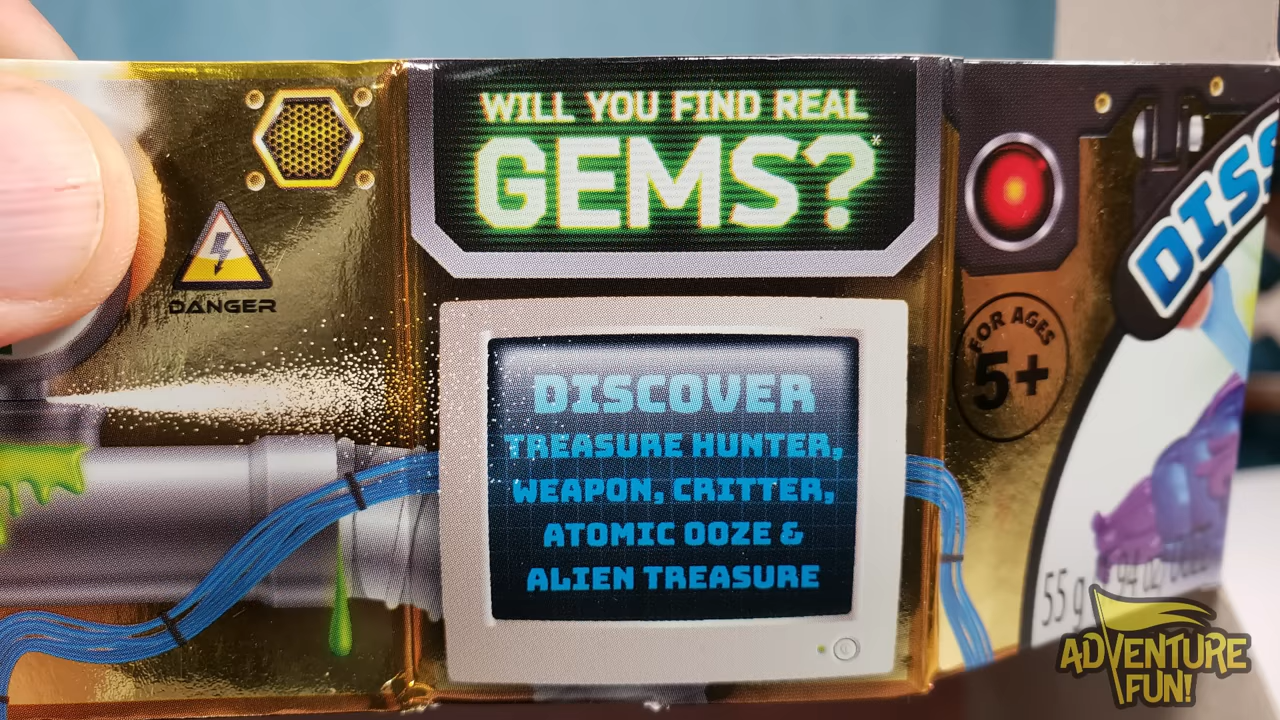 WILL YOU FIND REAL
GEMS?*
DANGER
DISCOVER
TREASURE HUNTER,
WEAPON, CRITTER,
ATOMIC OOZE &
ALIEN TREASURE
FOR AGES
5+
DISS
55 g
ADVENTURE
FUN!